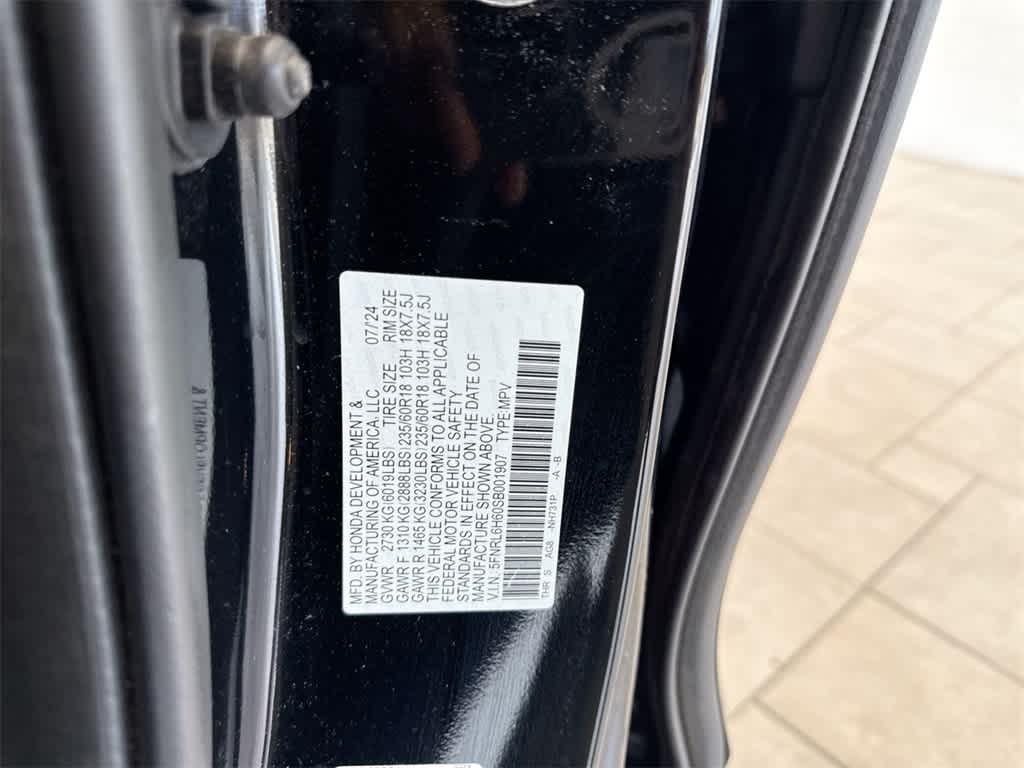 MFD. BY HONDA DEVELOPMENT &
MANUFACTURING OF AMERICA, LLC 07/'24
GVWR 2730 KG(6019LBS) TIRE SIZE RIM SIZE
GAWR F 1310 KG(2888LBS) 235/60R18 103H 18X7.5J
GAWR R 1465 KG(3230LBS) 235/60R18 103H 18X7.5J
THIS VEHICLE CONFORMS TO ALL APPLICABLE
FEDERAL MOTOR VEHICLE SAFETY
STANDARDS IN EFFECT ON THE DATE OF
MANUFACTURE SHOWN ABOVE.
V.I.N.: 5FNRL6H60SB001907 TYPE:MPV
THR S AG8 -NH731P -A -B